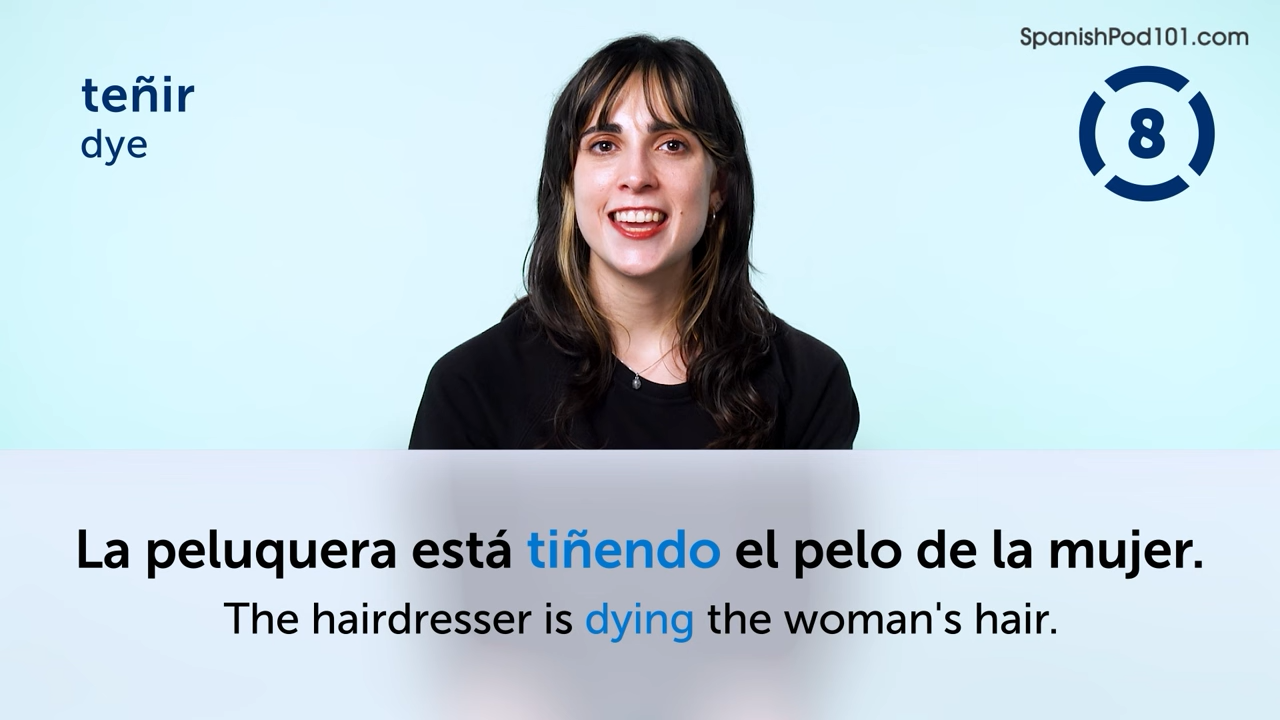 SpanishPod101.com
teñir
dye
8
La peluquera está tiñendo el pelo de la mujer.
The hairdresser is dying the woman's hair.